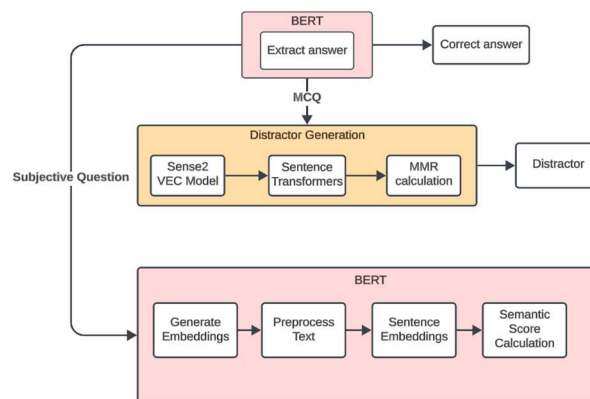 BERT
Extract answer
Correct answer
MCQ
Distractor Generation
Sense2
VEC Model
Sentence
Transformers
MMR
calculation
Distractor
Subjective Question
BERT
Generate
Embeddings
Preprocess
Text
Sentence
Embeddings
Semantic
Score
Calculation